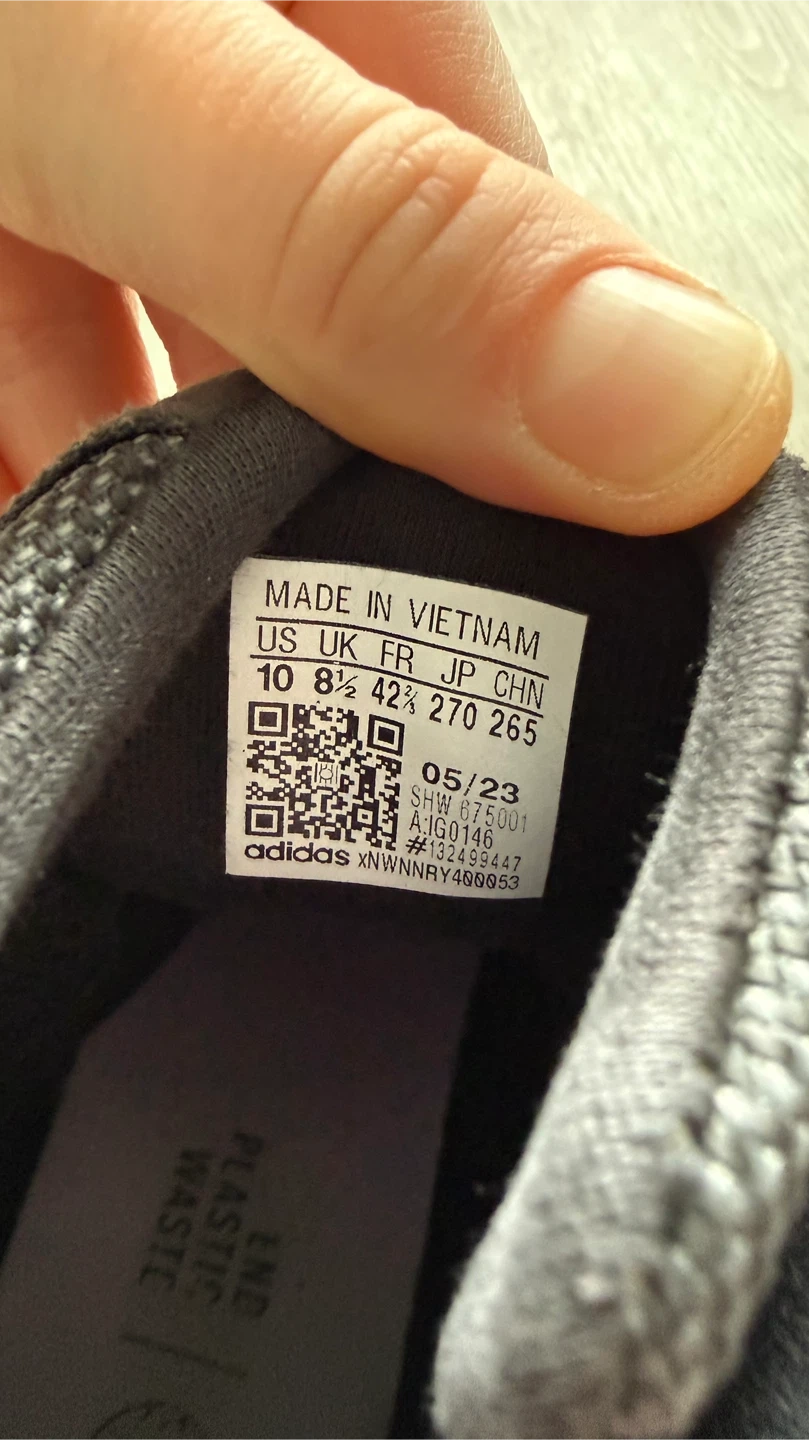 MADE IN VIETNAM
US UK FR JP CHN
10 8½ 42⅔ 270 265
05/23
SHW 675001
A:IG0146
#132499447
adidas xNWNNRY400053
END
PLASTIC
WASTE